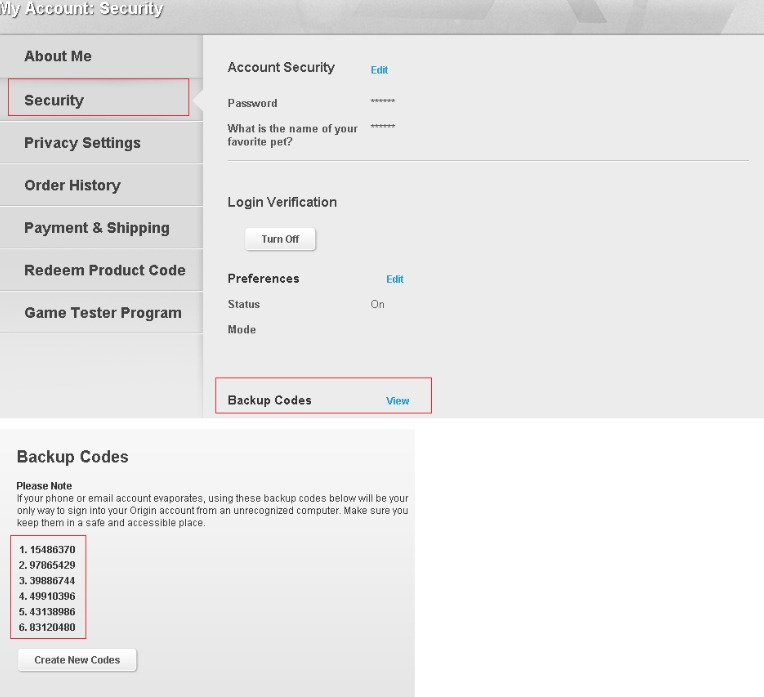 My Account: Security
About Me
Security
Privacy Settings
Order History
Payment & Shipping
Redeem Product Code
Game Tester Program
Account Security Edit
Password ******
What is the name of your ******
favorite pet?
Login Verification
Turn Off
Preferences Edit
Status On
Mode
Backup Codes View
Backup Codes
Please Note
If your phone or email account evaporates, using these backup codes below will be your
only way to sign into your Origin account from an unrecognized computer. Make sure you
keep them in a safe and accessible place.
1. 15486370
2. 97865429
3. 39886744
4. 49910396
5. 43138986
6. 83120480
Create New Codes